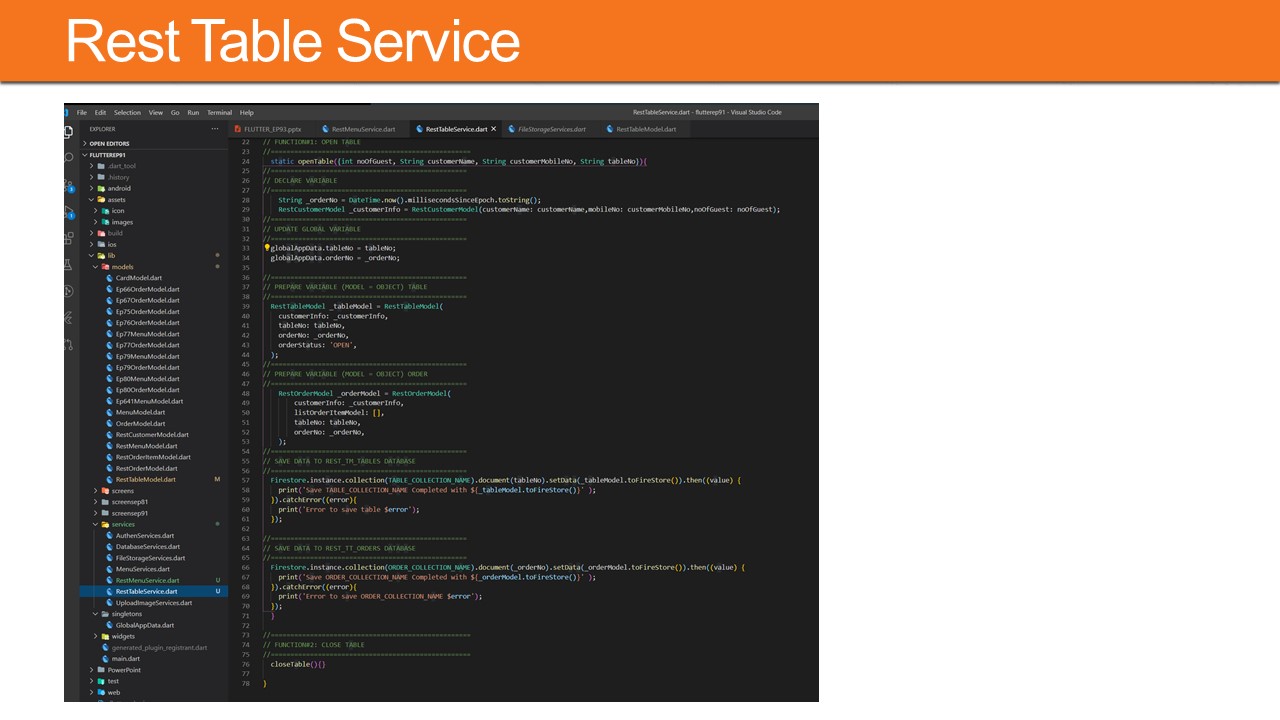 Rest Table Service
File Edit Selection View Go Run Terminal Help
RestTableService.dart - flutterep91 - Visual Studio Code
EXPLORER
OPEN EDITORS
FLUTTEREP91
.dart_tool
.history
android
assets
icon
images
build
ios
lib
models
CardModel.dart
Ep66OrderModel.dart
Ep67OrderModel.dart
Ep75OrderModel.dart
Ep76OrderModel.dart
Ep77MenuModel.dart
Ep77OrderModel.dart
Ep79MenuModel.dart
Ep79OrderModel.dart
Ep80MenuModel.dart
Ep80OrderModel.dart
Ep641MenuModel.dart
MenuModel.dart
OrderModel.dart
RestCustomerModel.dart
RestMenuModel.dart
RestOrderItemModel.dart
RestOrderModel.dart
RestTableModel.dart M
screens
screensep81
screensep91
services
AuthenServices.dart
DatabaseServices.dart
FileStorageServices.dart
MenuServices.dart
RestMenuService.dart U
RestTableService.dart U
UploadImageServices.dart
singletons
GlobalAppData.dart
widgets
generated_plugin_registrant.dart
main.dart
PowerPoint
test
web
FLUTTER_EP93.pptx RestMenuService.dart RestTableService.dart FileStorageServices.dart RestTableModel.dart
22 // FUNCTION#1: OPEN TABLE
23 //==================================================
24 static openTable({int noOfGuest, String customerName, String customerMobileNo, String tableNo}){
25 //==================================================
26 // DECLARE VARIABLE
27 //==================================================
28 String _orderNo = DateTime.now().millisecondsSinceEpoch.toString();
29 RestCustomerModel _customerInfo = RestCustomerModel(customerName: customerName,mobileNo: customerMobileNo,noOfGuest: noOfGuest);
30 //==================================================
31 // UPDATE GLOBAL VARIABLE
32 //==================================================
33 globalAppData.tableNo = tableNo;
34 globalAppData.orderNo = _orderNo;
35
36 //==================================================
37 // PREPARE VARIABLE (MODEL = OBJECT) TABLE
38 //==================================================
39 RestTableModel _tableModel = RestTableModel(
40 customerInfo: _customerInfo,
41 tableNo: tableNo,
42 orderNo: _orderNo,
43 orderStatus: 'OPEN',
44 );
45 //==================================================
46 // PREPARE VARIABLE (MODEL = OBJECT) ORDER
47 //==================================================
48 RestOrderModel _orderModel = RestOrderModel(
49 customerInfo: _customerInfo,
50 listOrderItemModel: [],
51 tableNo: tableNo,
52 orderNo: _orderNo,
53 );
54 //==================================================
55 // SAVE DATA TO REST_TM_TABLES DATABASE
56 //==================================================
57 Firestore.instance.collection(TABLE_COLLECTION_NAME).document(tableNo).setData(_tableModel.toFireStore()).then((value) {
58 print('Save TABLE_COLLECTION_NAME Completed with ${_tableModel.toFireStore()}' );
59 }).catchError((error){
60 print('Error to save table $error');
61 });
62
63 //==================================================
64 // SAVE DATA TO REST_TT_ORDERS DATABASE
65 //==================================================
66 Firestore.instance.collection(ORDER_COLLECTION_NAME).document(_orderNo).setData(_orderModel.toFireStore()).then((value) {
67 print('Save ORDER_COLLECTION_NAME Completed with ${_orderModel.toFireStore()}' );
68 }).catchError((error){
69 print('Error to save ORDER_COLLECTION_NAME $error');
70 });
71 }
72
73 //==================================================
74 // FUNCTION#2: CLOSE TABLE
75 //==================================================
76 closeTable(){}
77
78 }